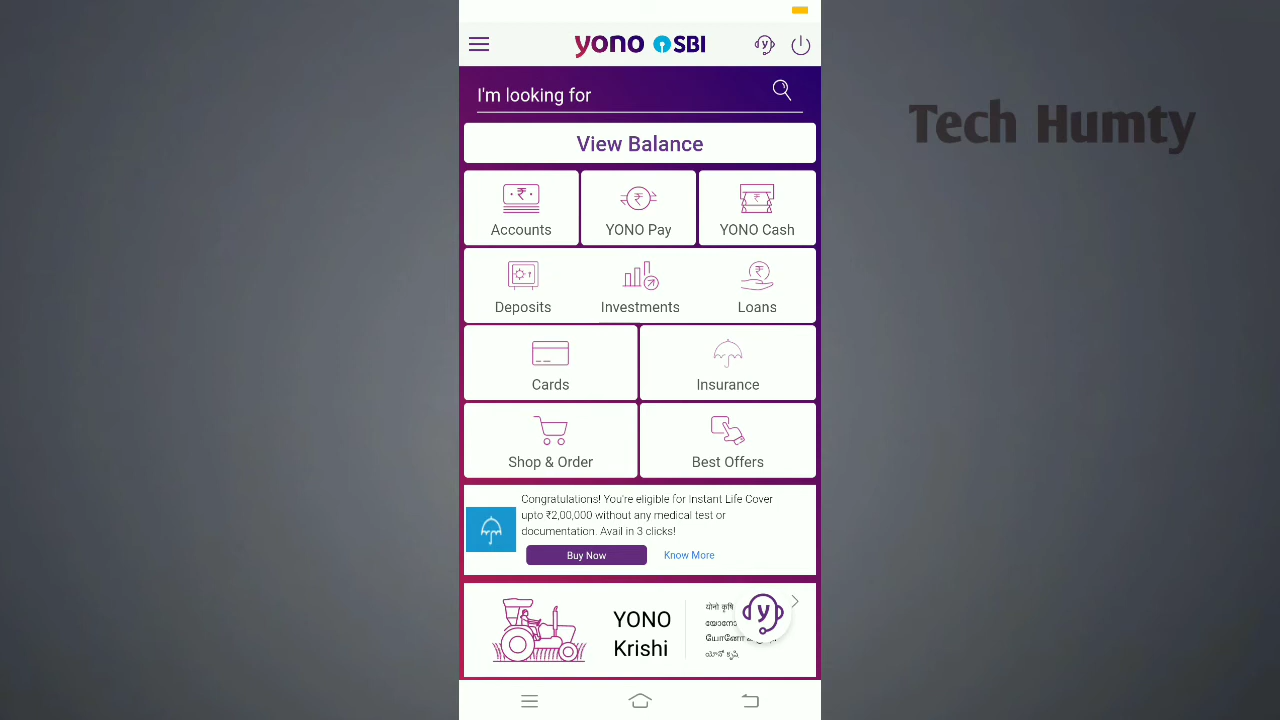 yono SBI
I'm looking for
Tech Humty
View Balance
Accounts
YONO Pay
YONO Cash
Deposits
Investments
Loans
Cards
Insurance
Shop & Order
Best Offers
Congratulations! You're eligible for Instant Life Cover
upto ₹2,00,000 without any medical test or
documentation. Avail in 3 clicks!
Buy Now
Know More
YONO
Krishi
योनो कृषि
యోనో కృషి